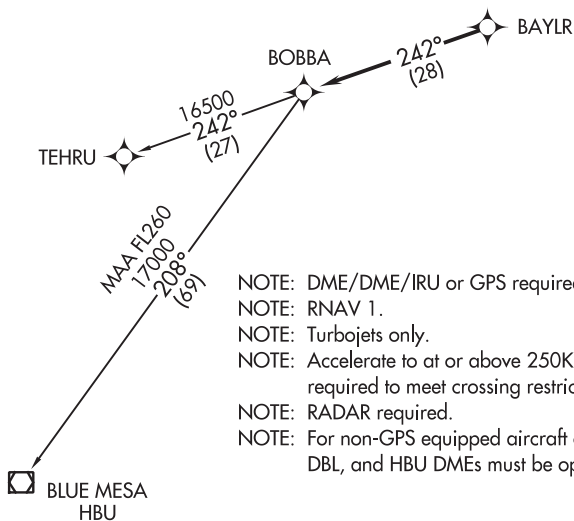 BAYLR
BOBBA
242°
(28)
16500
242°
(27)
TEHRU
MAA FL260
17000
208°
(69)
NOTE: DME/DME/IRU or GPS require
NOTE: RNAV 1.
NOTE: Turbojets only.
NOTE: Accelerate to at or above 250K
required to meet crossing restric
NOTE: RADAR required.
NOTE: For non-GPS equipped aircraft
DBL, and HBU DMEs must be op
BLUE MESA
HBU